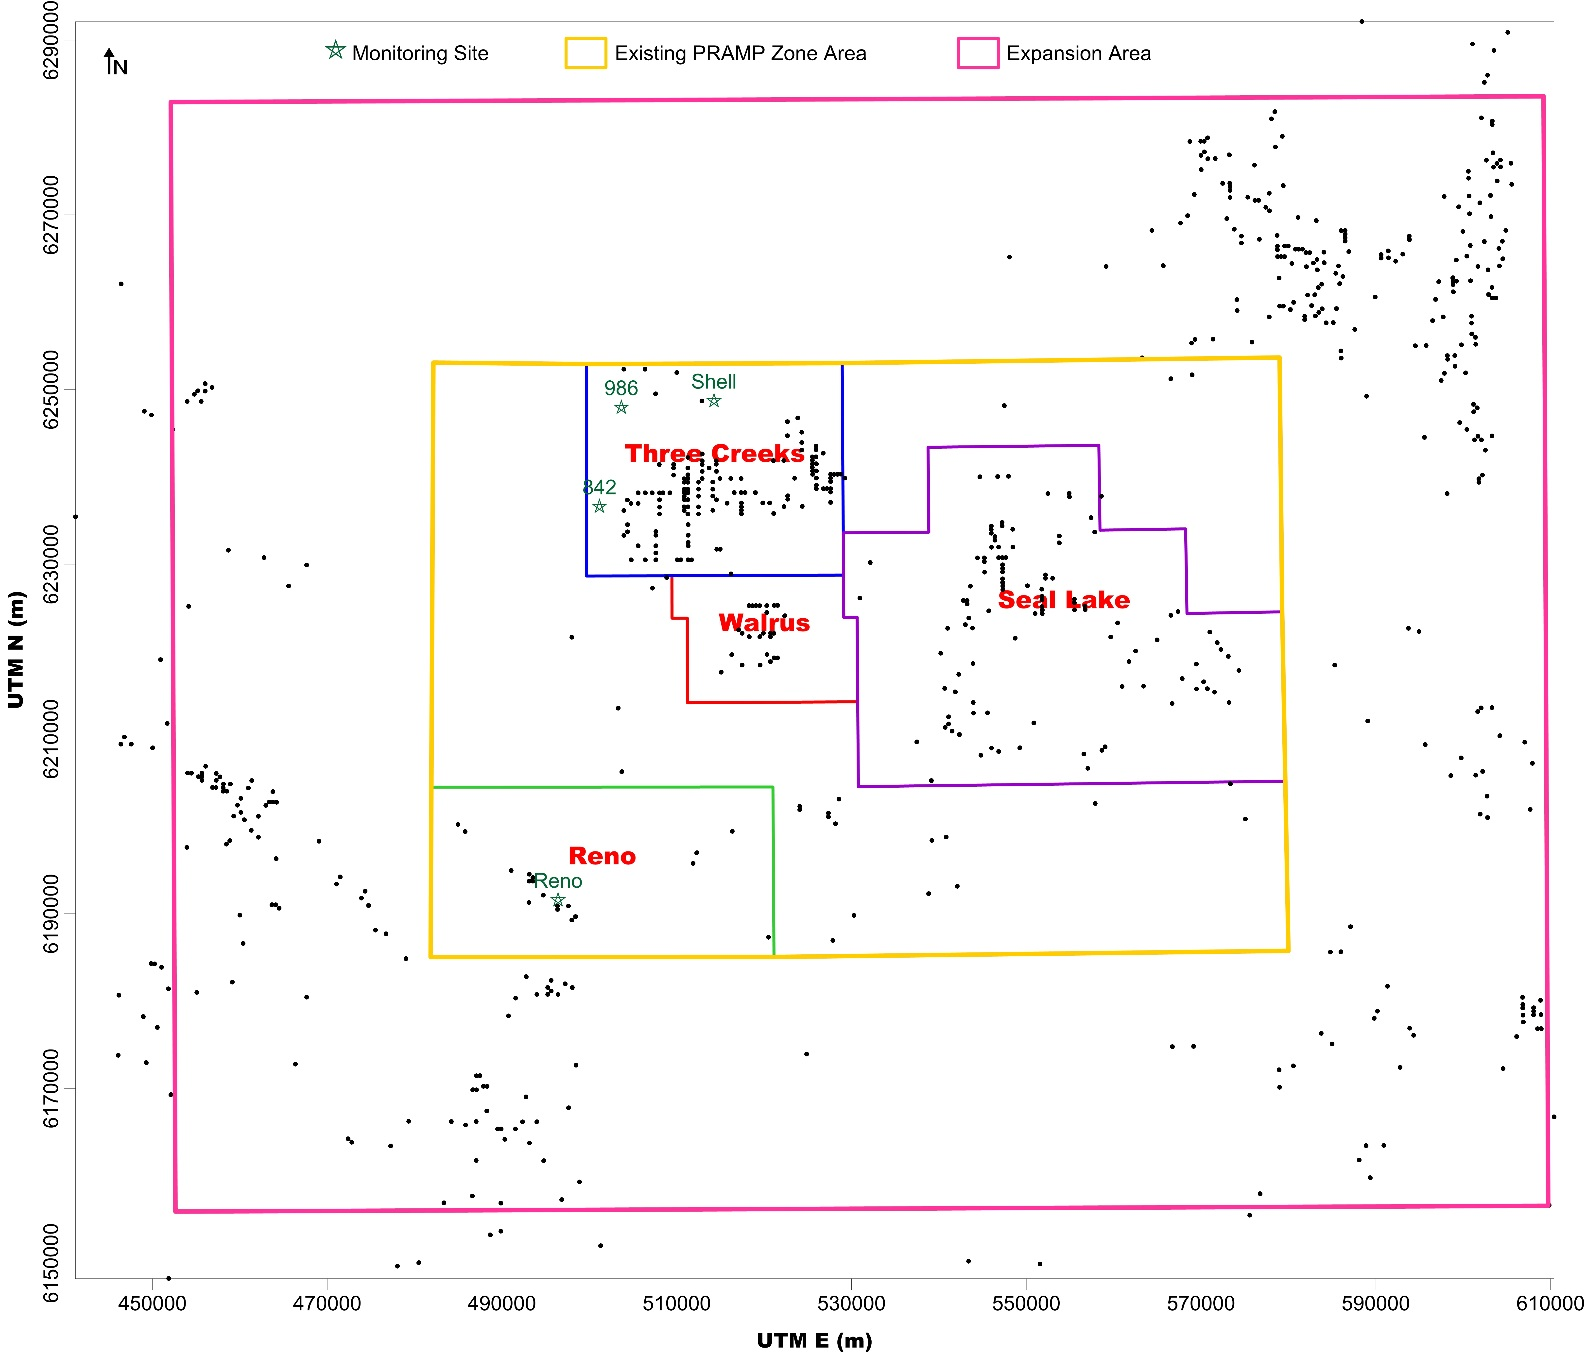 N
Monitoring Site
Existing PRAMP Zone Area
Expansion Area
6290000
6270000
6250000
6230000
6210000
6190000
6170000
6150000
UTM N (m)
986
Shell
Three Creeks
842
Seal Lake
Walrus
Reno
Reno
450000
470000
490000
510000
530000
550000
570000
590000
610000
UTM E (m)